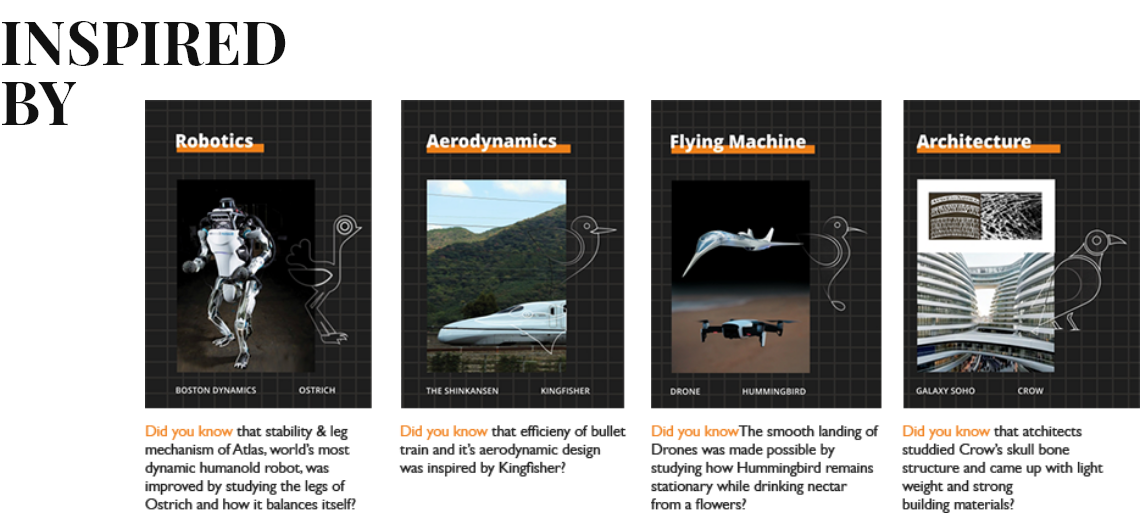 INSPIRED
BY
Robotics
BOSTON DYNAMICS OSTRICH
Did you know that stability & leg
mechanism of Atlas, world's most
dynamic humanold robot, was
improved by studying the legs of
Ostrich and how it balances itself?
Aerodynamics
THE SHINKANSEN KINGFISHER
Did you know that efficieny of bullet
train and it's aerodynamic design
was inspired by Kingfisher?
Flying Machine
DRONE HUMMINGBIRD
Did you knowThe smooth landing of
Drones was made possible by
studying how Hummingbird remains
stationary while drinking nectar
from a flowers?
Architecture
GALAXY SOHO CROW
Did you know that atchitects
studdied Crow's skull bone
structure and came up with light
weight and strong
building materials?